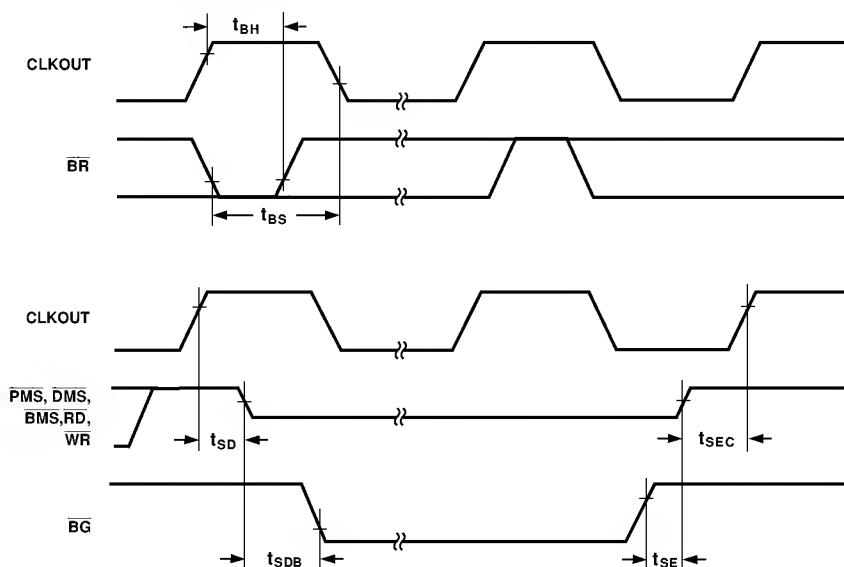 tBH
CLKOUT
BR
tBS
CLKOUT
PMS, DMS,
BMS,RD,
WR
tSD
tSEC
BG
tSDB
tSE